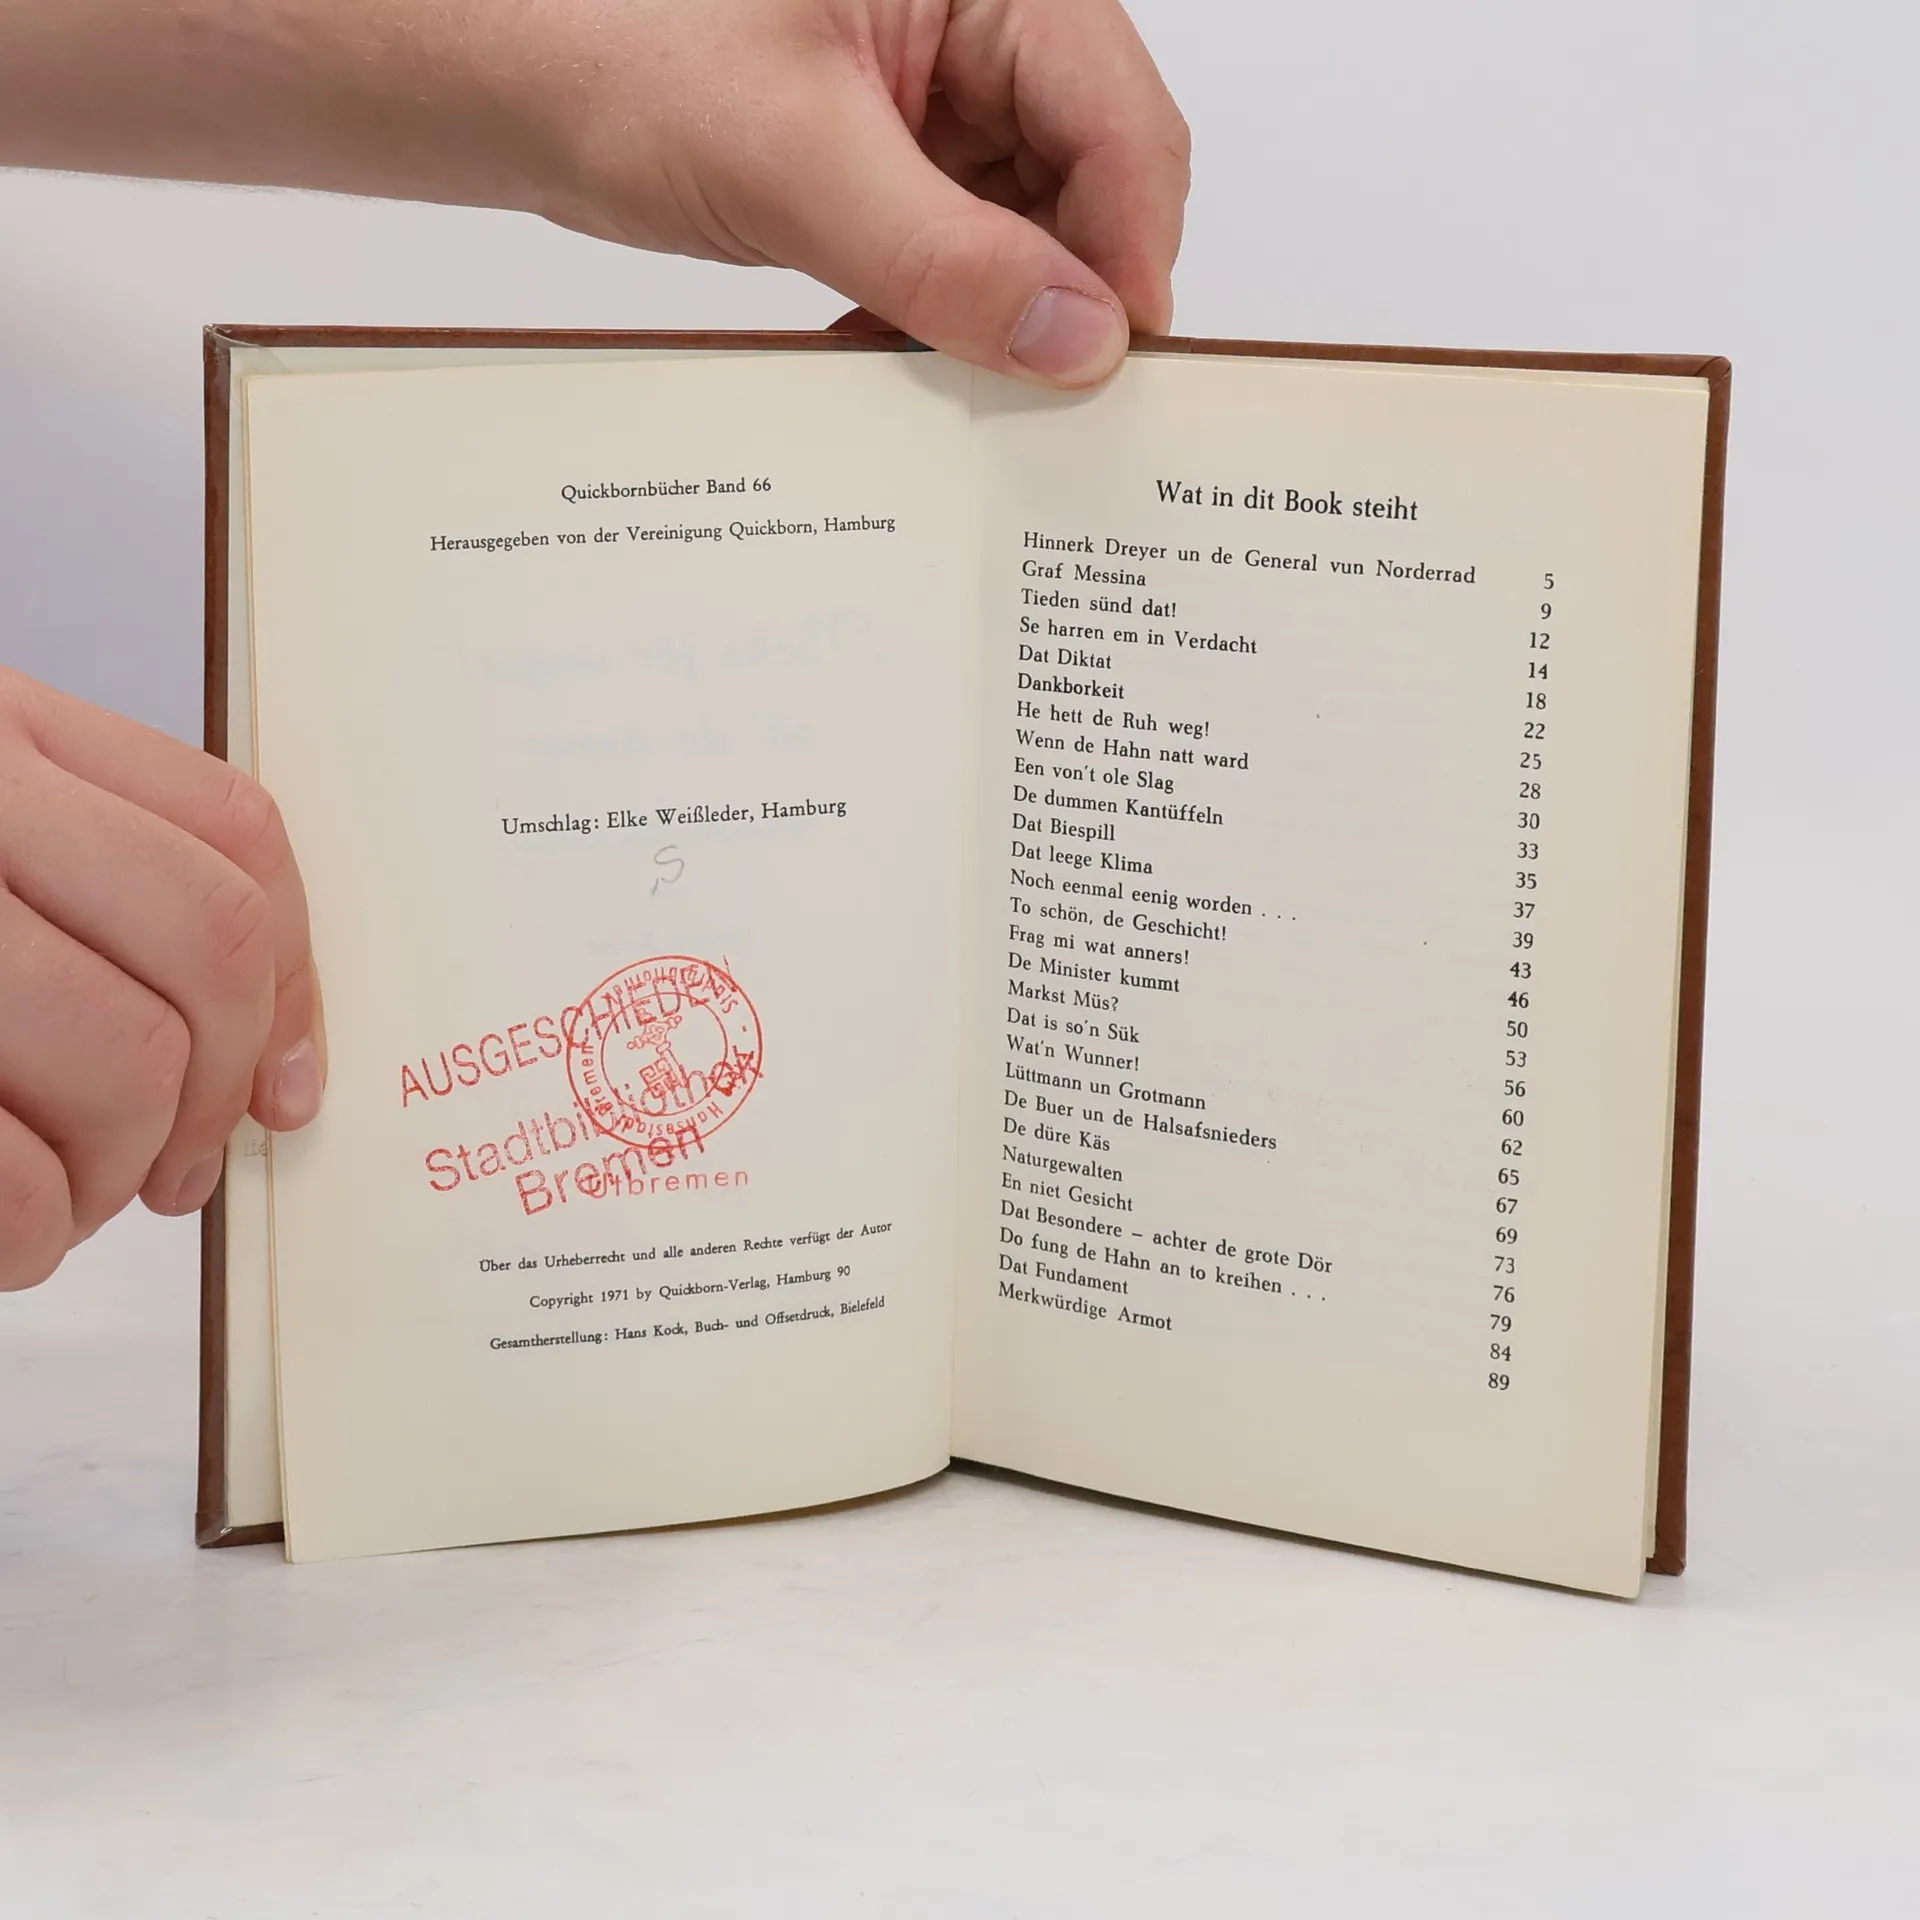 Quickbornbücher Band 66
Herausgegeben von der Vereinigung Quickborn, Hamburg
Umschlag: Elke Weißleder, Hamburg
AUSGESCHIEDEN
Stadtbibliothek
Bremen
Utbremen
Über das Urheberrecht und alle anderen Rechte verfügt der Autor
Copyright 1971 by Quickborn-Verlag, Hamburg 90
Gesamtherstellung: Hans Kock, Buch- und Offsetdruck, Bielefeld
Wat in dit Book steiht
Hinnerk Dreyer un de General vun Norderrad 5
Graf Messina 9
Tieden sünd dat! 12
Se harren em in Verdacht 14
Dat Diktat 18
Dankborkeit 22
He hett de Ruh weg! 25
Wenn de Hahn natt ward 28
Een von't ole Slag 30
De dummen Kantüffeln 33
Dat Biespill 35
Dat leege Klima 37
Noch eenmal eenig worden . . . 39
To schön, de Geschicht! 43
Frag mi wat anners! 46
De Minister kummt 50
Markst Müs? 53
Dat is so'n Sük 56
Wat'n Wunner! 60
Lüttmann un Grotmann 62
De Buer un de Halsafsnieders 65
De düre Käs 67
Naturgewalten 69
En niet Gesicht 73
Dat Besondere – achter de grote Dör 76
Do fung de Hahn an to kreihen . . . 79
Dat Fundament 84
Merkwürdige Armot 89